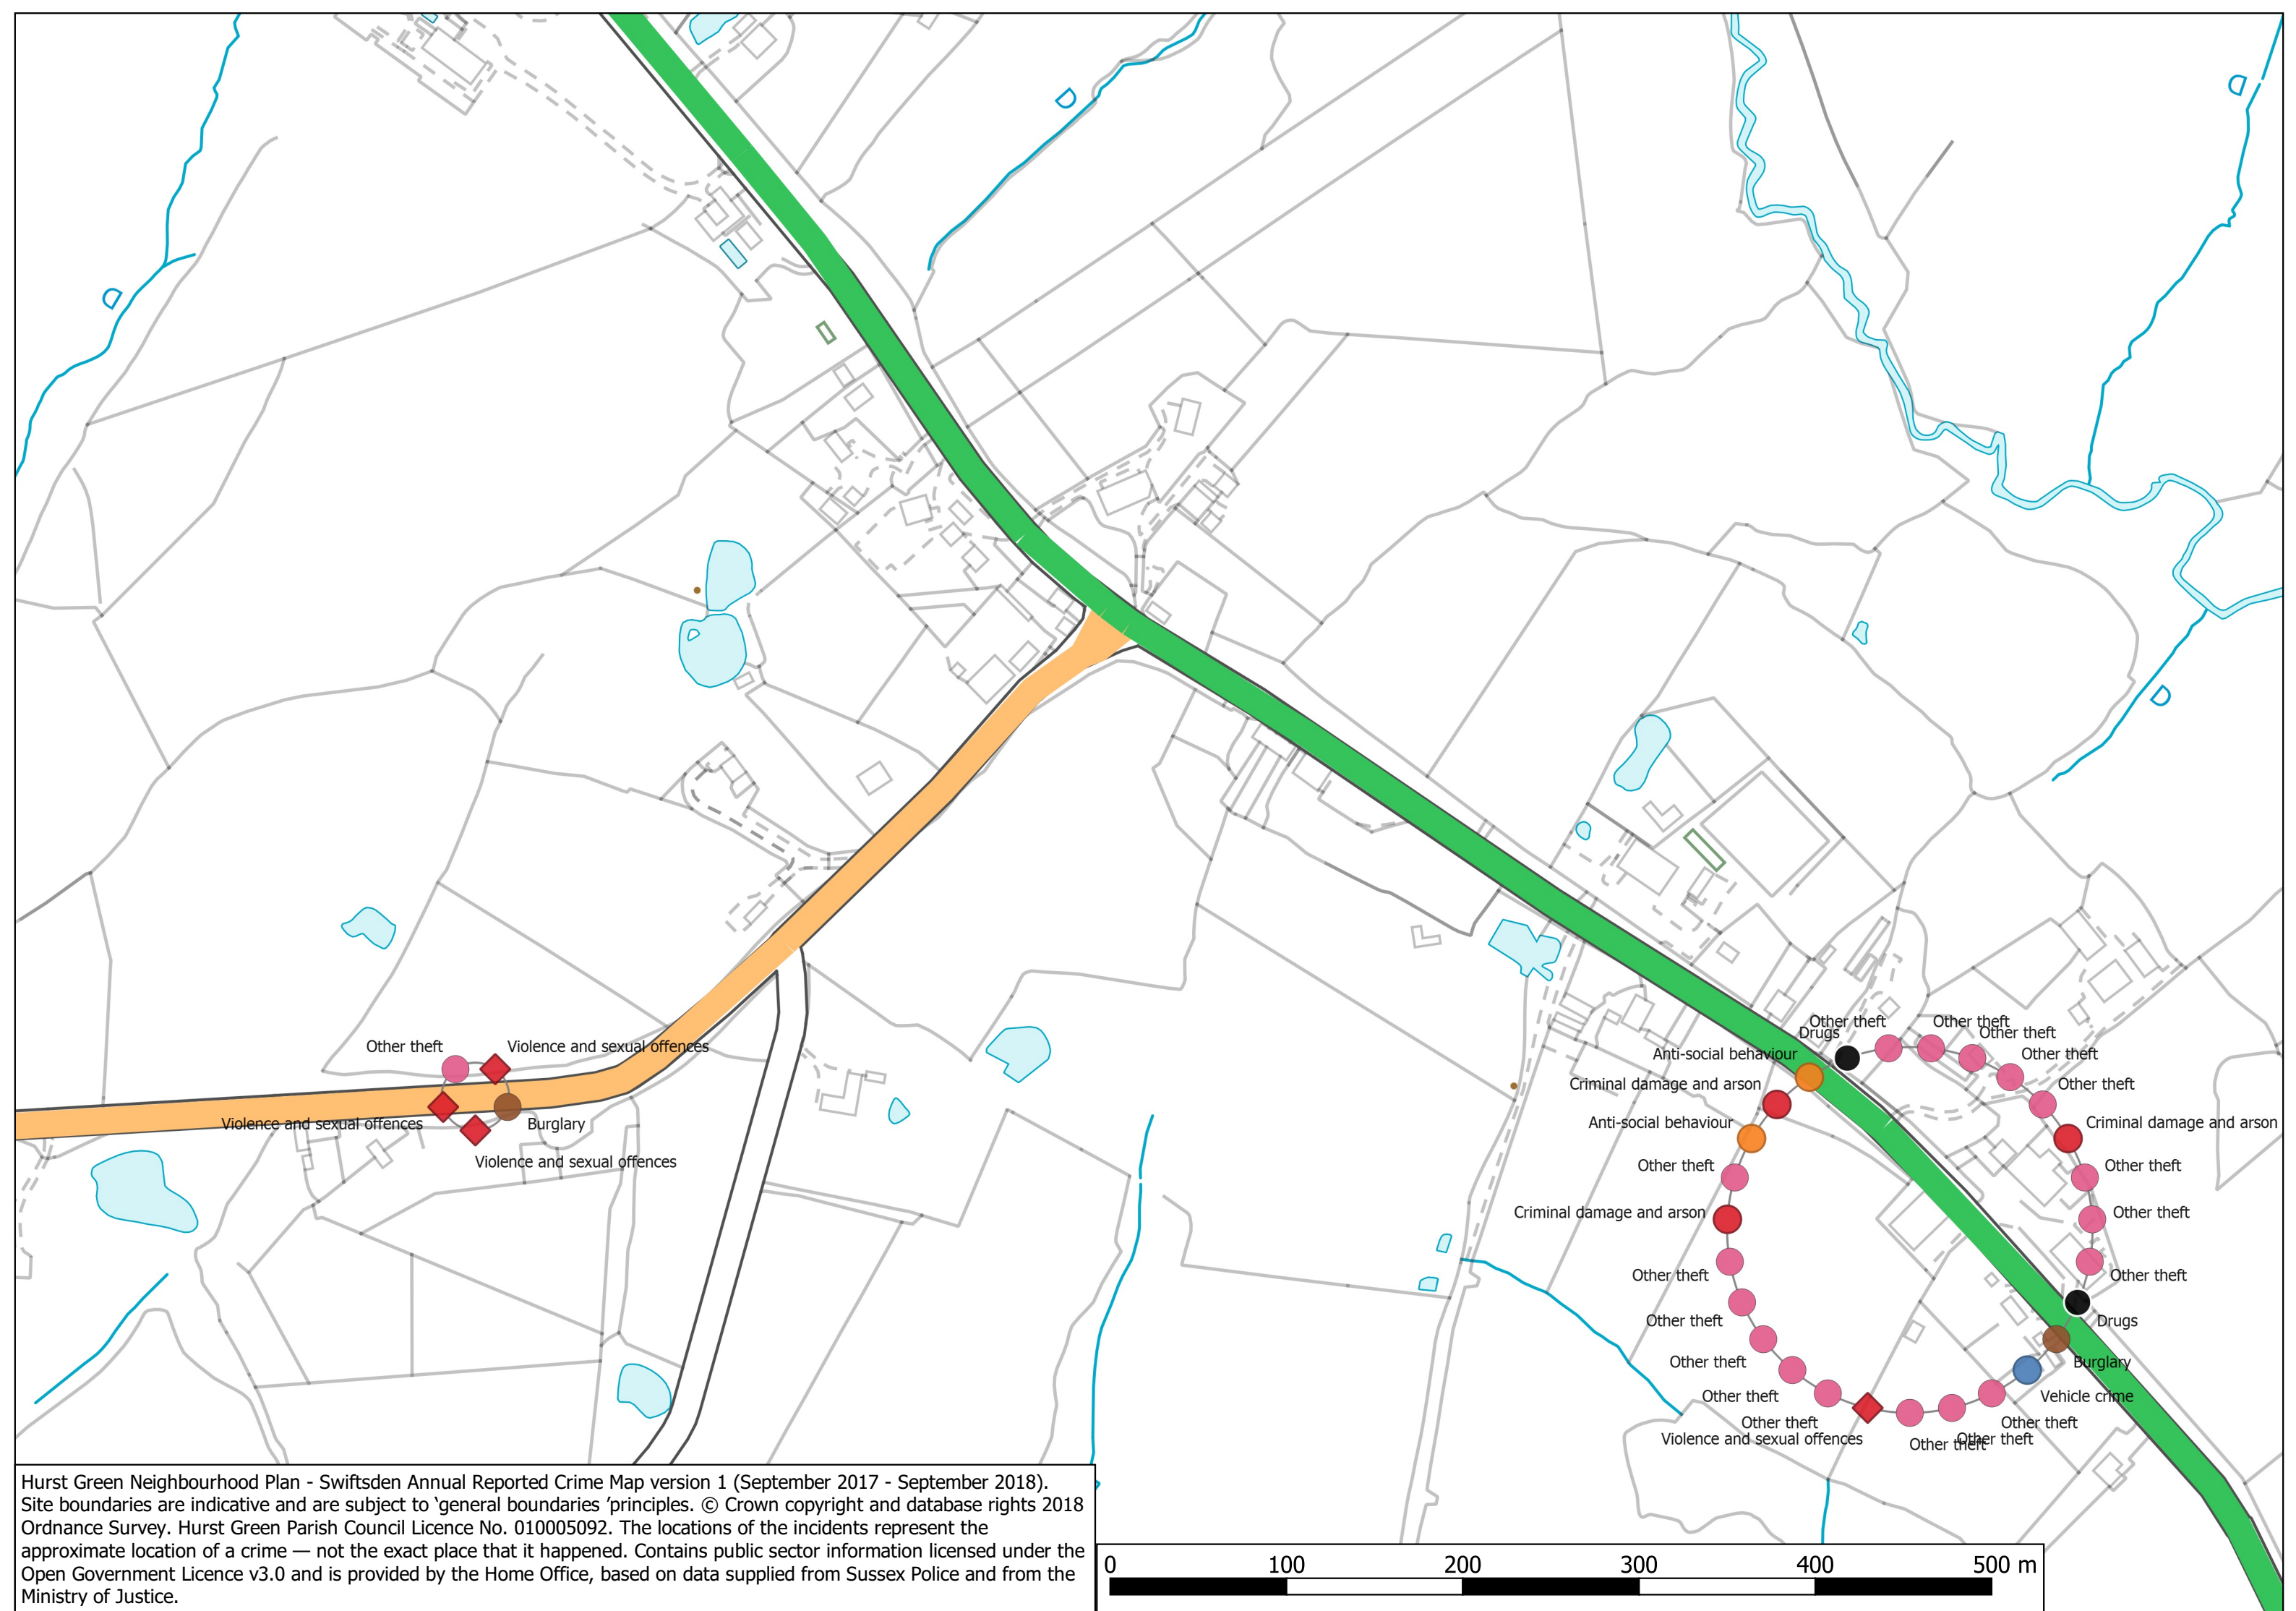 Other theft
Violence and sexual offences
Violence and sexual offences
Burglary
Violence and sexual offences
Other theft
Other theft
Drugs
Other theft
Anti-social behaviour
Other theft
Criminal damage and arson
Other theft
Anti-social behaviour
Criminal damage and arson
Other theft
Other theft
Criminal damage and arson
Other theft
Other theft
Other theft
Other theft
Drugs
Other theft
Burglary
Other theft
Vehicle crime
Other theft
Other theft
Violence and sexual offences
Other theft
Other theft
Hurst Green Neighbourhood Plan - Swiftsden Annual Reported Crime Map version 1 (September 2017 - September 2018).
Site boundaries are indicative and are subject to ‘general boundaries ’principles. © Crown copyright and database rights 2018
Ordnance Survey. Hurst Green Parish Council Licence No. 010005092. The locations of the incidents represent the
approximate location of a crime — not the exact place that it happened. Contains public sector information licensed under the
Open Government Licence v3.0 and is provided by the Home Office, based on data supplied from Sussex Police and from the
Ministry of Justice.
0 100 200 300 400 500 m